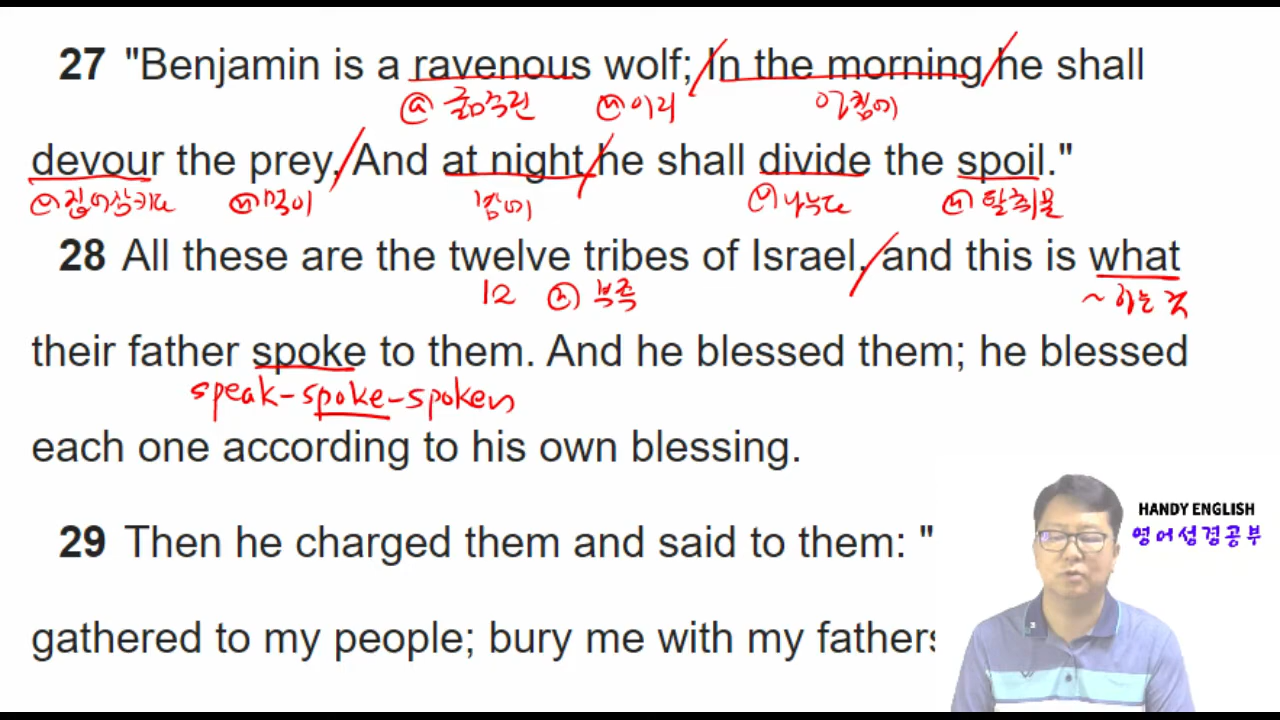 27 "Benjamin is a ravenous wolf; In the morning he shall
ⓐ 굶주린 ⓝ 이리 아침에
devour the prey, And at night he shall divide the spoil."
ⓥ 집어삼키다 ⓝ 먹이 밤에 ⓥ 나누다 ⓝ 탈취물
28 All these are the twelve tribes of Israel, and this is what
12 부족 ~하는 것
their father spoke to them. And he blessed them; he blessed
speak-spoke-spoken
each one according to his own blessing.
HANDY ENGLISH
영어성경공부
29 Then he charged them and said to them: "
gathered to my people; bury me with my fathers